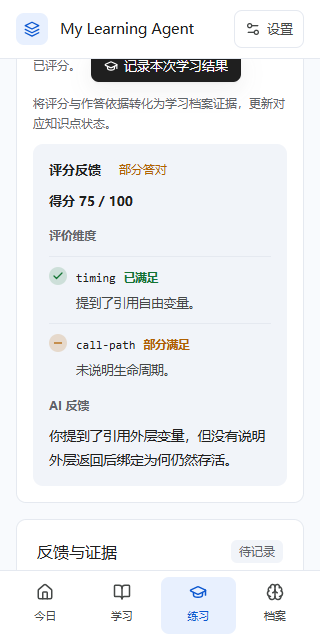 My Learning Agent
设置
已评分。
记录本次学习结果
将评分与作答依据转化为学习档案证据，更新对
应知识点状态。
评分反馈 部分答对
得分 75 / 100
评价维度
timing 已满足
提到了引用自由变量。
call-path 部分满足
未说明生命周期。
AI 反馈
你提到了引用外层变量，但没有说明
外层返回后绑定为何仍然存活。
反馈与证据
待记录
今日
学习
练习
档案